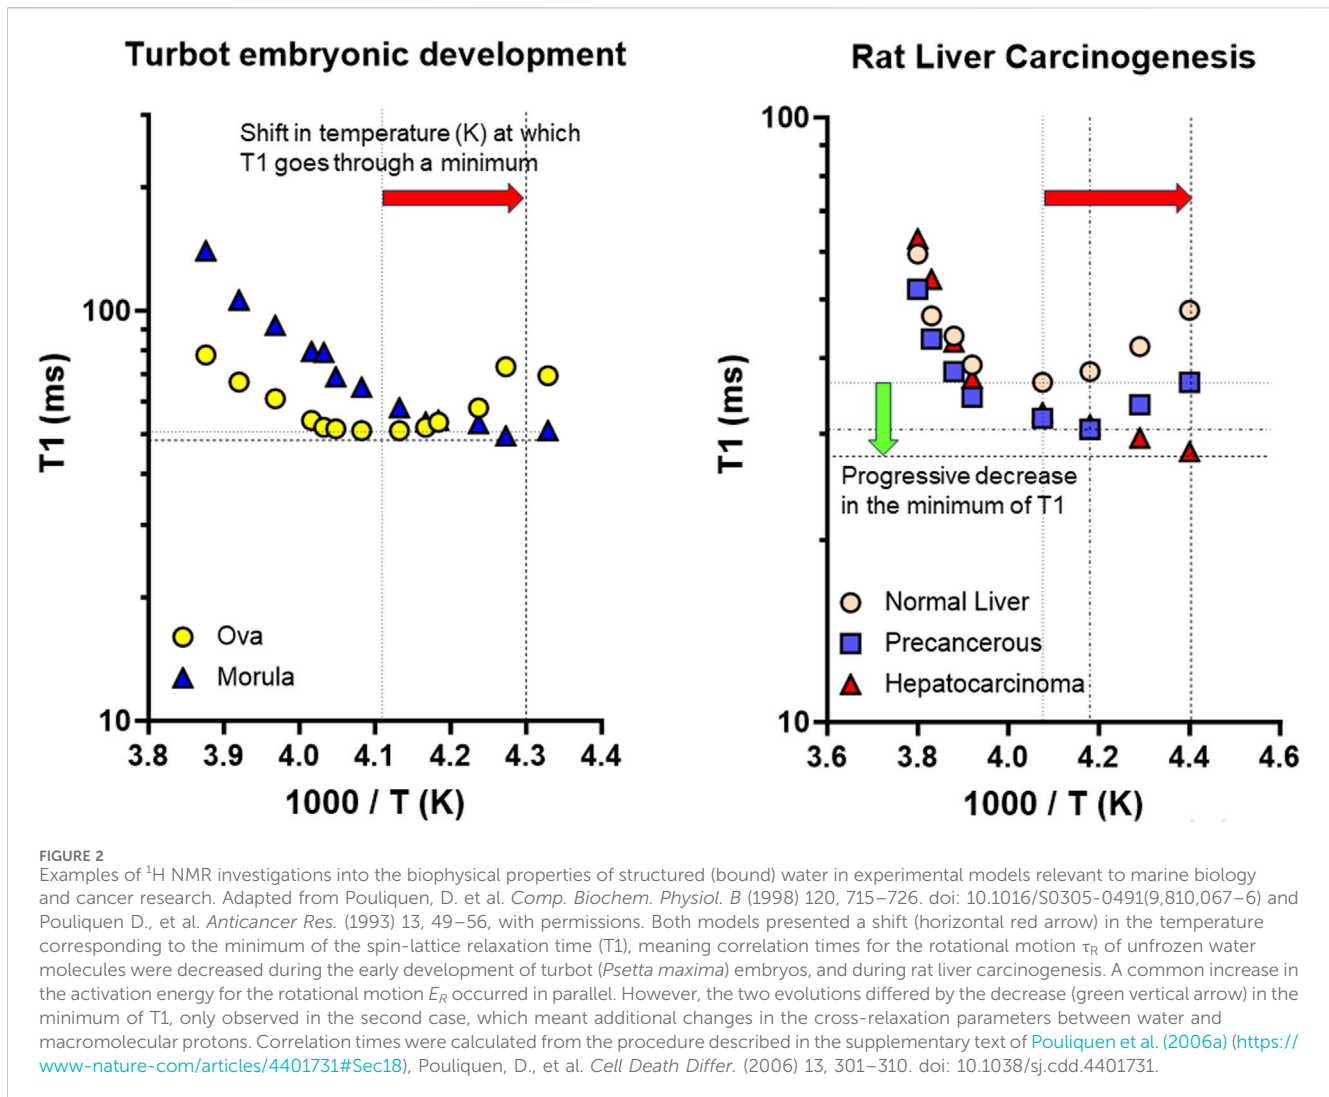 Turbot embryonic development
Shift in temperature (K) at which
T1 goes through a minimum
100
10
T1 (ms)
Ova
Morula
3.8 3.9 4.0 4.1 4.2 4.3 4.4
1000 / T (K)
Rat Liver Carcinogenesis
100
10
T1 (ms)
Progressive decrease
in the minimum of T1
Normal Liver
Precancerous
Hepatocarcinoma
3.6 3.8 4.0 4.2 4.4 4.6
1000 / T (K)
FIGURE 2
Examples of ¹H NMR investigations into the biophysical properties of structured (bound) water in experimental models relevant to marine biology
and cancer research. Adapted from Pouliquen, D. et al. Comp. Biochem. Physiol. B (1998) 120, 715–726. doi: 10.1016/S0305-0491(9,810,067–6) and
Pouliquen D., et al. Anticancer Res. (1993) 13, 49–56, with permissions. Both models presented a shift (horizontal red arrow) in the temperature
corresponding to the minimum of the spin-lattice relaxation time (T1), meaning correlation times for the rotational motion τR of unfrozen water
molecules were decreased during the early development of turbot (Psetta maxima) embryos, and during rat liver carcinogenesis. A common increase in
the activation energy for the rotational motion ER occurred in parallel. However, the two evolutions differed by the decrease (green vertical arrow) in the
minimum of T1, only observed in the second case, which meant additional changes in the cross-relaxation parameters between water and
macromolecular protons. Correlation times were calculated from the procedure described in the supplementary text of Pouliquen et al. (2006a) (https://
www-nature-com/articles/4401731#Sec18), Pouliquen, D., et al. Cell Death Differ. (2006) 13, 301–310. doi: 10.1038/sj.cdd.4401731.